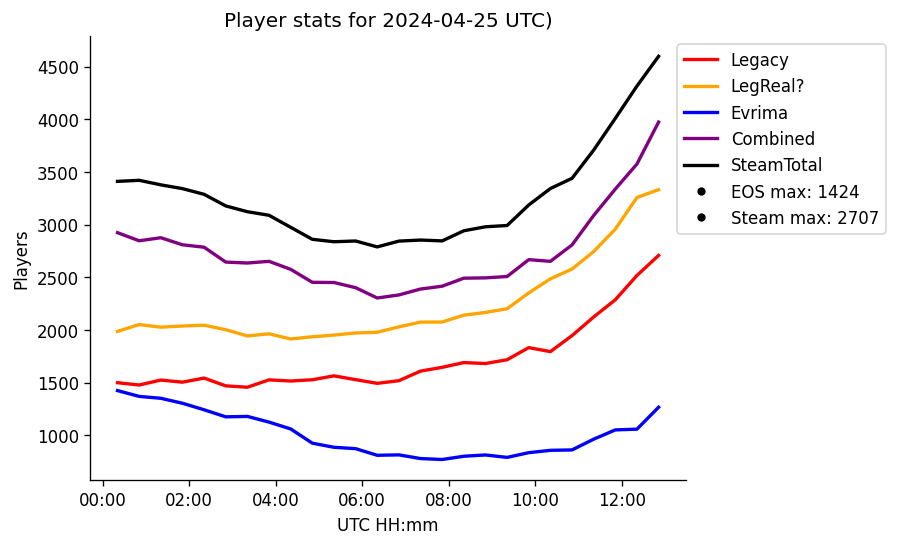 Player stats for 2024-04-25 UTC)
Players
4500
4000
3500
3000
2500
2000
1500
1000
00:00 02:00 04:00 06:00 08:00 10:00 12:00
UTC HH:mm
Legacy
LegReal?
Evrima
Combined
SteamTotal
EOS max: 1424
Steam max: 2707